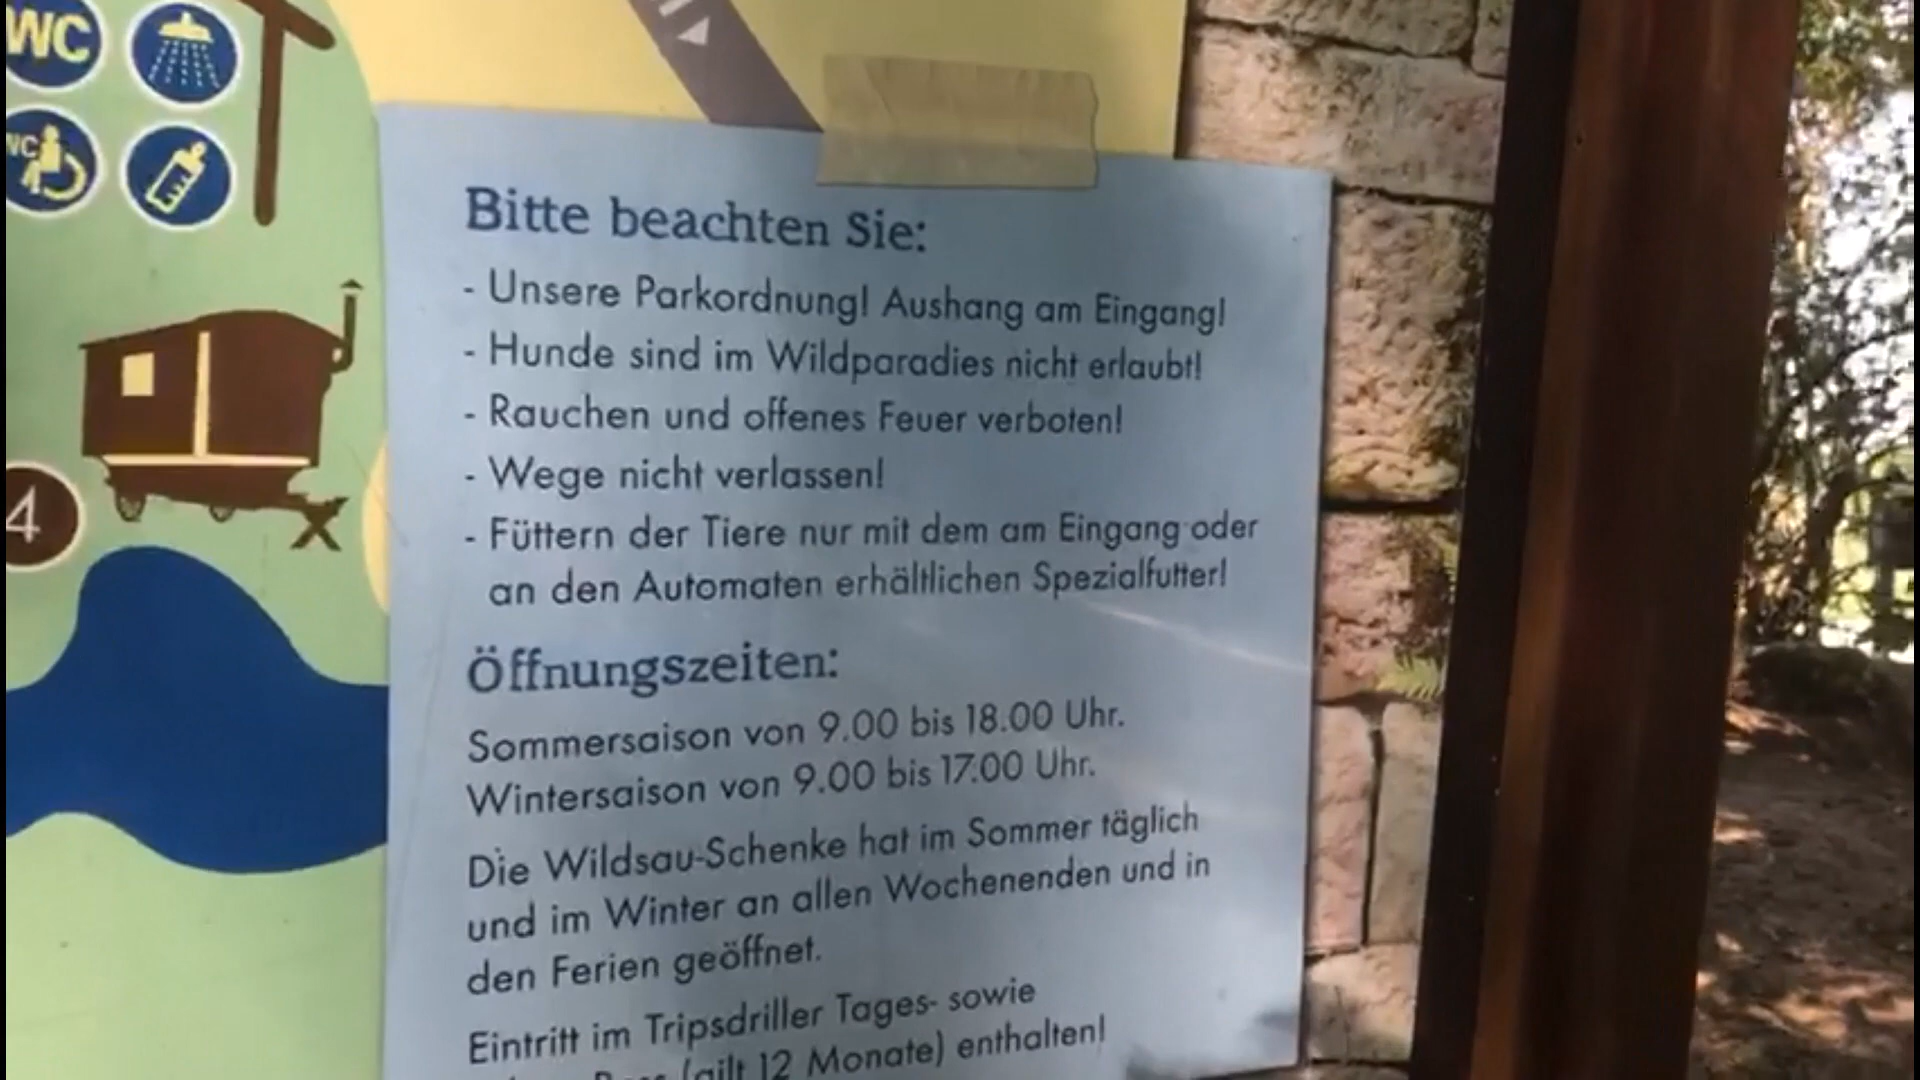 WC
WC
4
Bitte beachten Sie:
- Unsere Parkordnung! Aushang am Eingang!
- Hunde sind im Wildparadies nicht erlaubt!
- Rauchen und offenes Feuer verboten!
- Wege nicht verlassen!
- Füttern der Tiere nur mit dem am Eingang oder
an den Automaten erhältlichen Spezialfutter!
Öffnungszeiten:
Sommersaison von 9.00 bis 18.00 Uhr.
Wintersaison von 9.00 bis 17.00 Uhr.
Die Wildsau-Schenke hat im Sommer täglich
und im Winter an allen Wochenenden und in
den Ferien geöffnet.
Eintritt im Tripsdriller Tages- sowie
(gilt 12 Monate) enthalten!